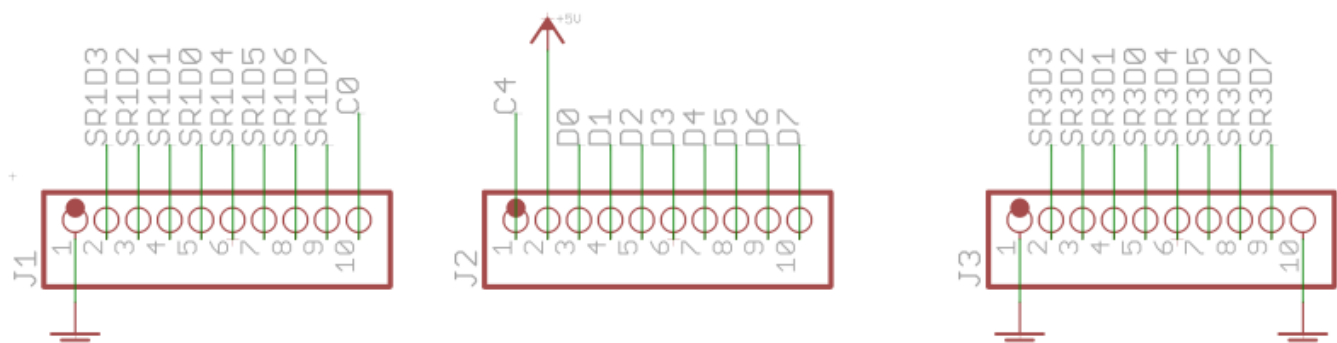 +5V
SR1D3
SR1D2
SR1D1
SR1D0
SR1D4
SR1D5
SR1D6
SR1D7
C0
C4
D0
D1
D2
D3
D4
D5
D6
D7
SR3D3
SR3D2
SR3D1
SR3D0
SR3D4
SR3D5
SR3D6
SR3D7
J1
1
2
3
4
5
6
7
8
9
10
J2
1
2
3
4
5
6
7
8
9
10
J3
1
2
3
4
5
6
7
8
9
10